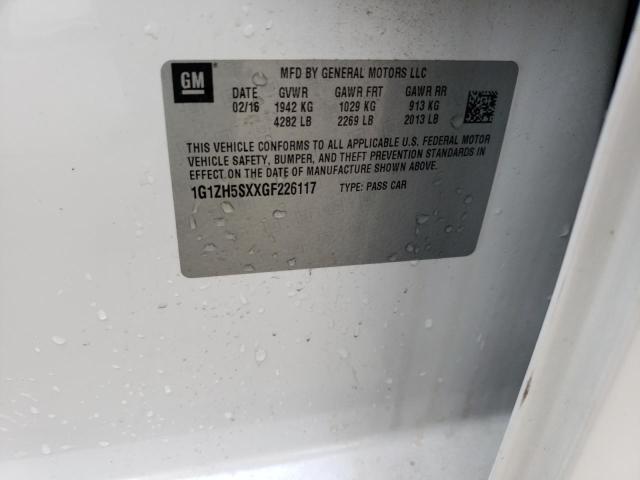 GM
MFD BY GENERAL MOTORS LLC
DATE GVWR GAWR FRT GAWR RR
02/16 1942 KG 1029 KG 913 KG
4282 LB 2269 LB 2013 LB
THIS VEHICLE CONFORMS TO ALL APPLICABLE U.S. FEDERAL MOTOR
VEHICLE SAFETY, BUMPER, AND THEFT PREVENTION STANDARDS IN
EFFECT ON THE DATE OF MANUFACTURE SHOWN ABOVE.
1G1ZH5SXXGF226117 TYPE: PASS CAR